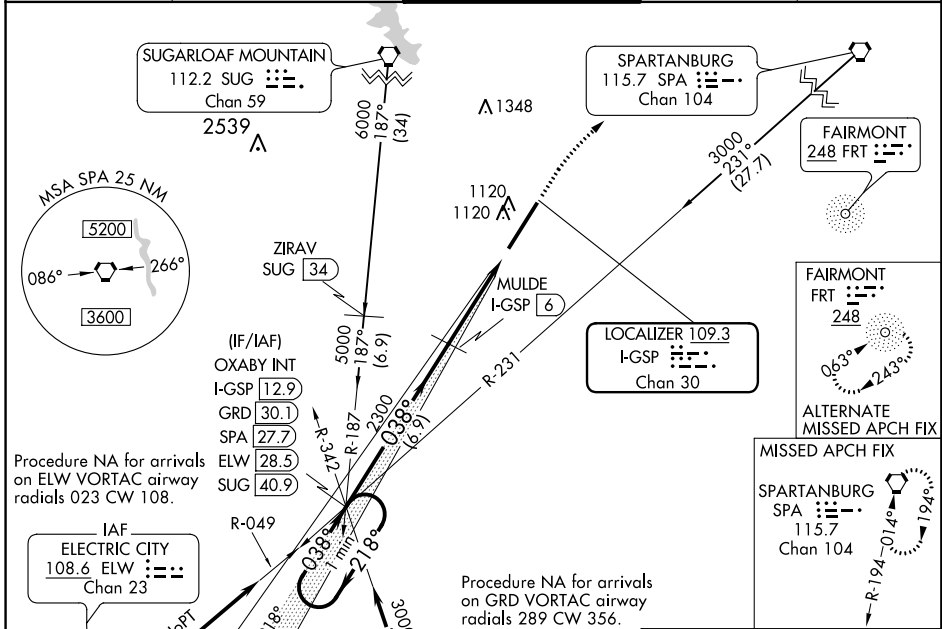 SUGARLOAF MOUNTAIN
112.2 SUG
Chan 59
2539
6000
187°
(34)
1348
SPARTANBURG
115.7 SPA
Chan 104
3000
231°
(27.7)
FAIRMONT
248 FRT
MSA SPA 25 NM
5200
086°
266°
3600
1120
1120
ZIRAV
SUG 34
MULDE
I-GSP 6
R-231
LOCALIZER 109.3
I-GSP
Chan 30
FAIRMONT
FRT
248
063°
243°
ALTERNATE
MISSED APCH FIX
5000
187°
(6.9)
(IF/IAF)
OXABY INT
I-GSP 12.9
GRD 30.1
SPA 27.7
ELW 28.5
SUG 40.9
R-342
R-187
2300
038°
(6.9)
Procedure NA for arrivals
on ELW VORTAC airway
radials 023 CW 108.
R-049
IAF
ELECTRIC CITY
108.6 ELW
Chan 23
038°
1 min
218°
MISSED APCH FIX
SPARTANBURG
SPA
115.7
Chan 104
R-194
014°
194°
Procedure NA for arrivals
on GRD VORTAC airway
radials 289 CW 356.